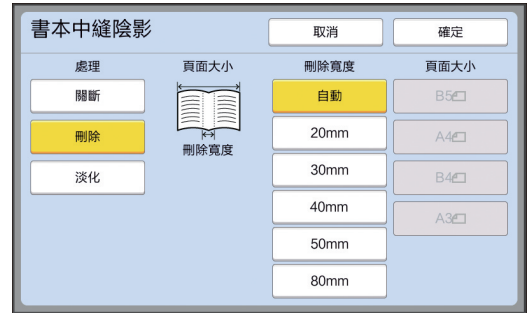 書本中縫陰影
取消
確定
處理
頁面大小
刪除寬度
頁面大小
關斷
刪除
淡化
刪除寬度
自動
20mm
30mm
40mm
50mm
80mm
B5
A4
B4
A3